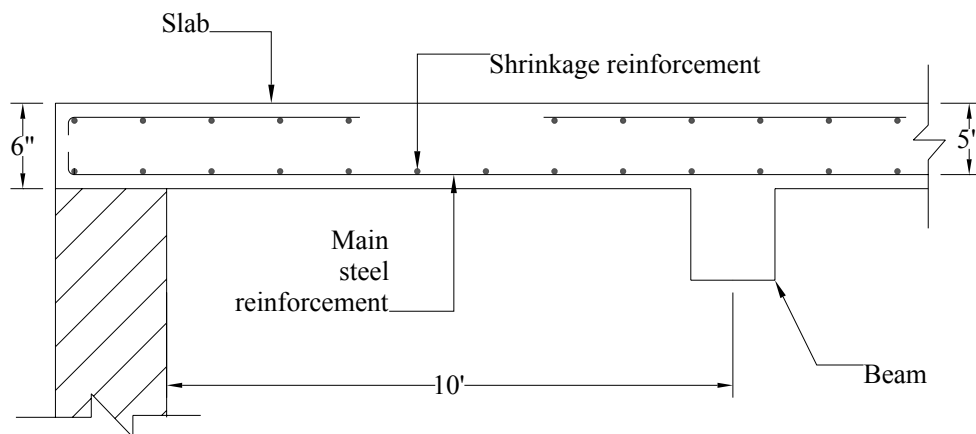 Slab
Shrinkage reinforcement
6"
5'
Main
steel
reinforcement
10'
Beam